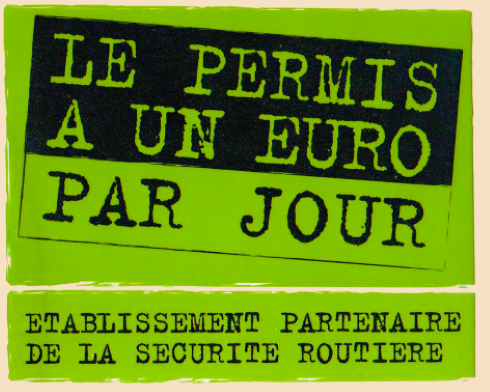 LE PERMIS
A UN EURO
PAR JOUR
ETABLISSEMENT PARTENAIRE
DE LA SECURITE ROUTIERE